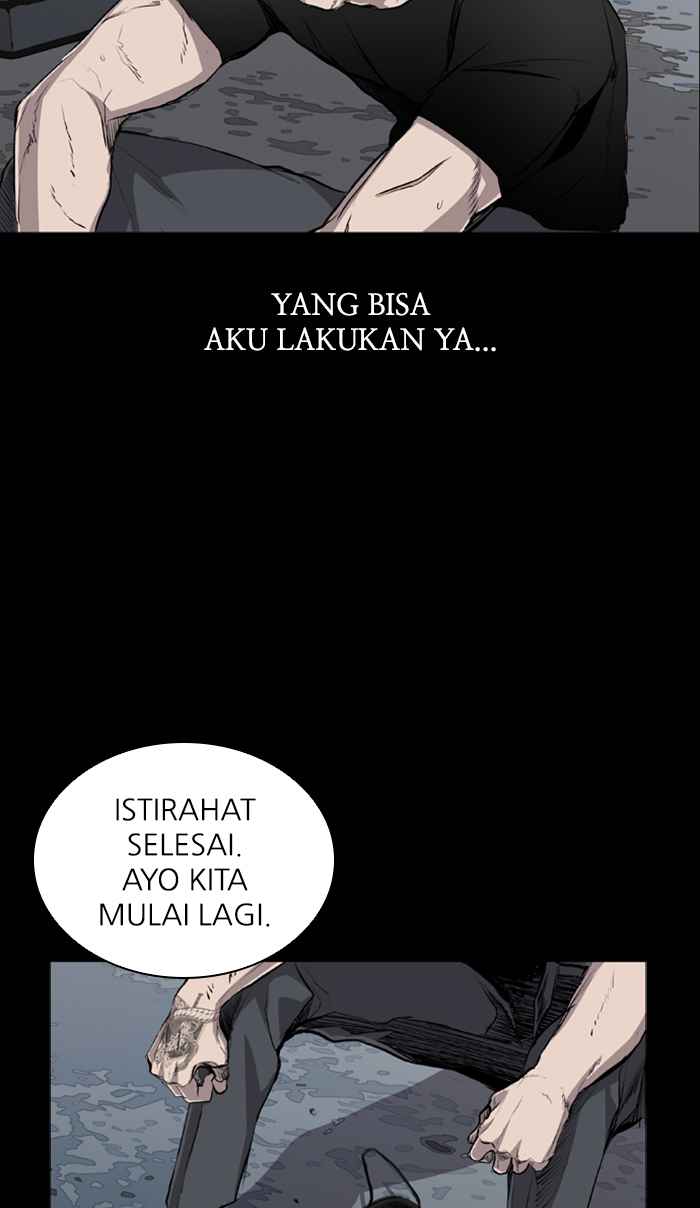 YANG BISA
AKU LAKUKAN YA...
ISTIRAHAT
SELESAI.
AYO KITA
MULAI LAGI.